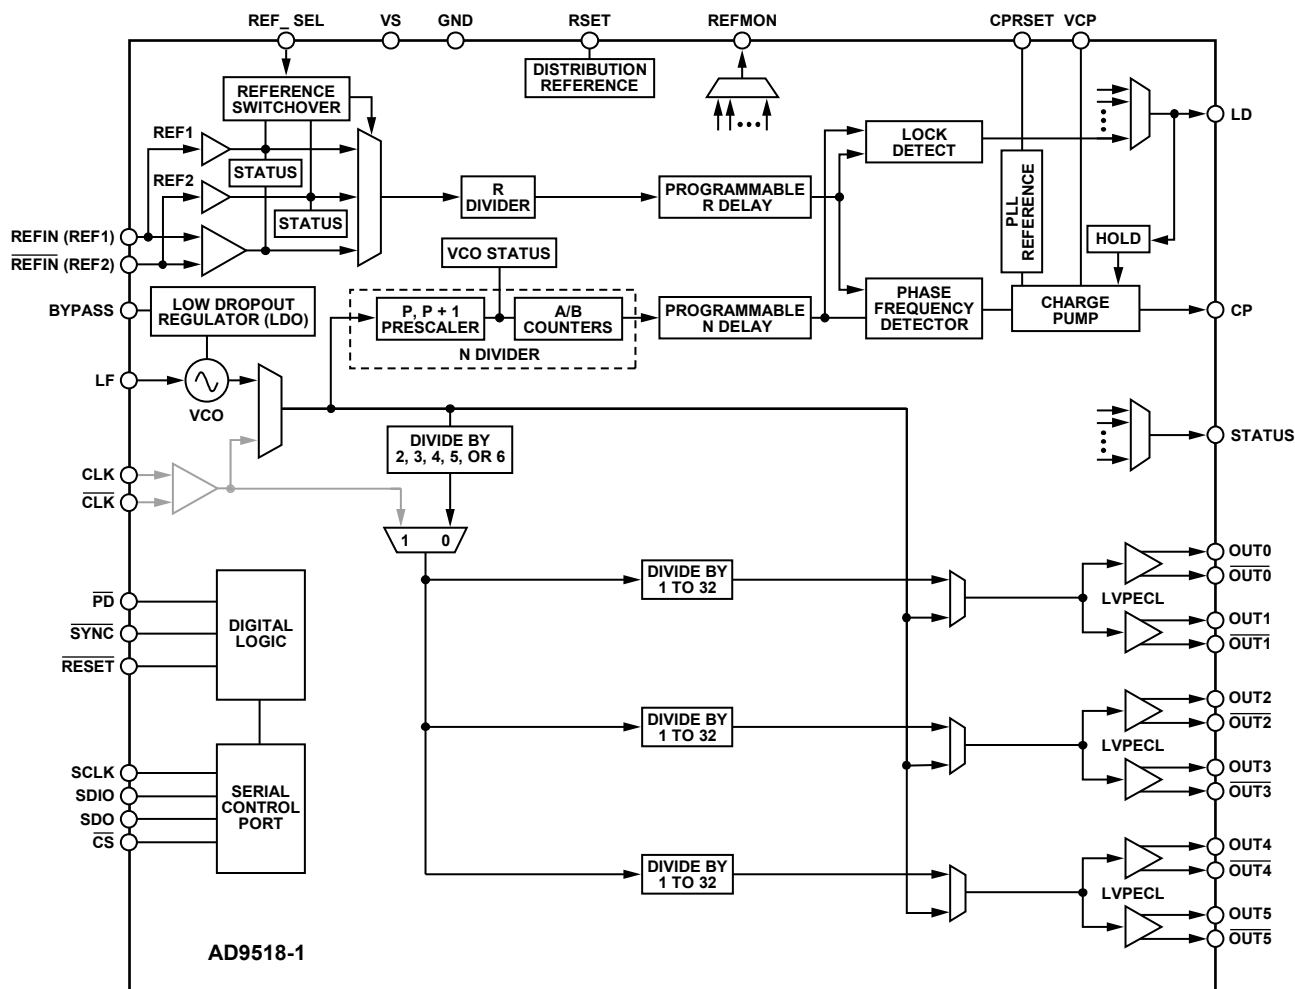 REF_ SEL
VS
GND
RSET
REFMON
CPRSET
VCP
DISTRIBUTION
REFERENCE
REFERENCE
SWITCHOVER
REF1
STATUS
REF2
STATUS
R
DIVIDER
PROGRAMMABLE
R DELAY
LOCK
DETECT
PLL
REFERENCE
HOLD
LD
REFIN (REF1)
REFIN (REF2)
BYPASS
LOW DROPOUT
REGULATOR (LDO)
VCO STATUS
P, P + 1
PRESCALER
A/B
COUNTERS
N DIVIDER
PROGRAMMABLE
N DELAY
PHASE
FREQUENCY
DETECTOR
CHARGE
PUMP
CP
LF
VCO
STATUS
DIVIDE BY
2, 3, 4, 5, OR 6
CLK
CLK
1 0
PD
SYNC
RESET
DIGITAL
LOGIC
DIVIDE BY
1 TO 32
LVPECL
OUT0
OUT0
OUT1
OUT1
DIVIDE BY
1 TO 32
LVPECL
OUT2
OUT2
OUT3
OUT3
SCLK
SDIO
SDO
CS
SERIAL
CONTROL
PORT
DIVIDE BY
1 TO 32
LVPECL
OUT4
OUT4
OUT5
OUT5
AD9518-1